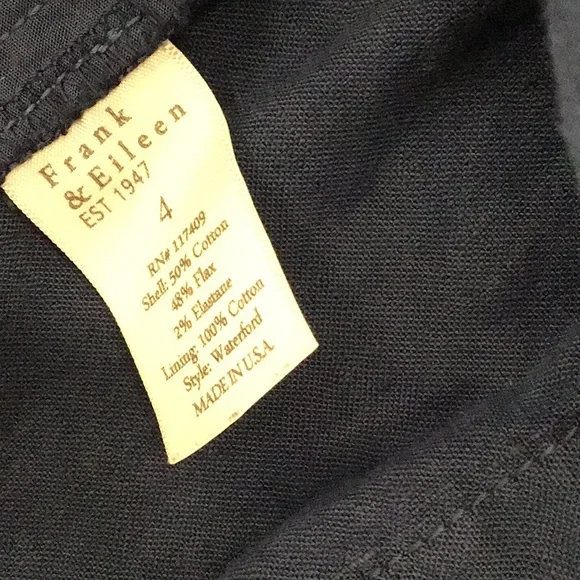 Frank
& Eileen
EST 1947
4
RN# 117409
Shell: 50% Cotton
48% Flax
2% Elastane
Lining: 100% Cotton
Style: Waterford
MADE IN U.S.A.